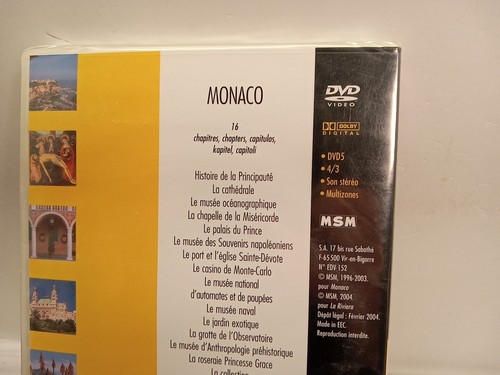 MONACO
16
chapitres, chapters, capitulos,
kapitel, capitoli
Histoire de la Principauté
La cathédrale
Le musée océanographique
La chapelle de la Miséricorde
Le palais du Prince
Le musée des Souvenirs napoléoniens
Le port et l'église Sainte-Dévote
Le casino de Monte-Carlo
Le musée national
d'automates et de poupées
Le musée naval
Le jardin exotique
La grotte de l'Observatoire
Le musée d'Anthropologie préhistorique
La roseraie Princesse Grace
La collection
DVD
VIDEO
DOLBY
DIGITAL
• DVD5
• 4/3
• Son stéréo
• Multizones
MSM
S.A. 17 bis rue Sabathé
F-65500 Vic-en-Bigorre
N° EDV 152
© MSM, 1996-2003.
pour Monaco
© MSM, 2004.
pour La Riviera
Dépôt légal : Février 2004.
Made in EEC.
Reproduction interdite.